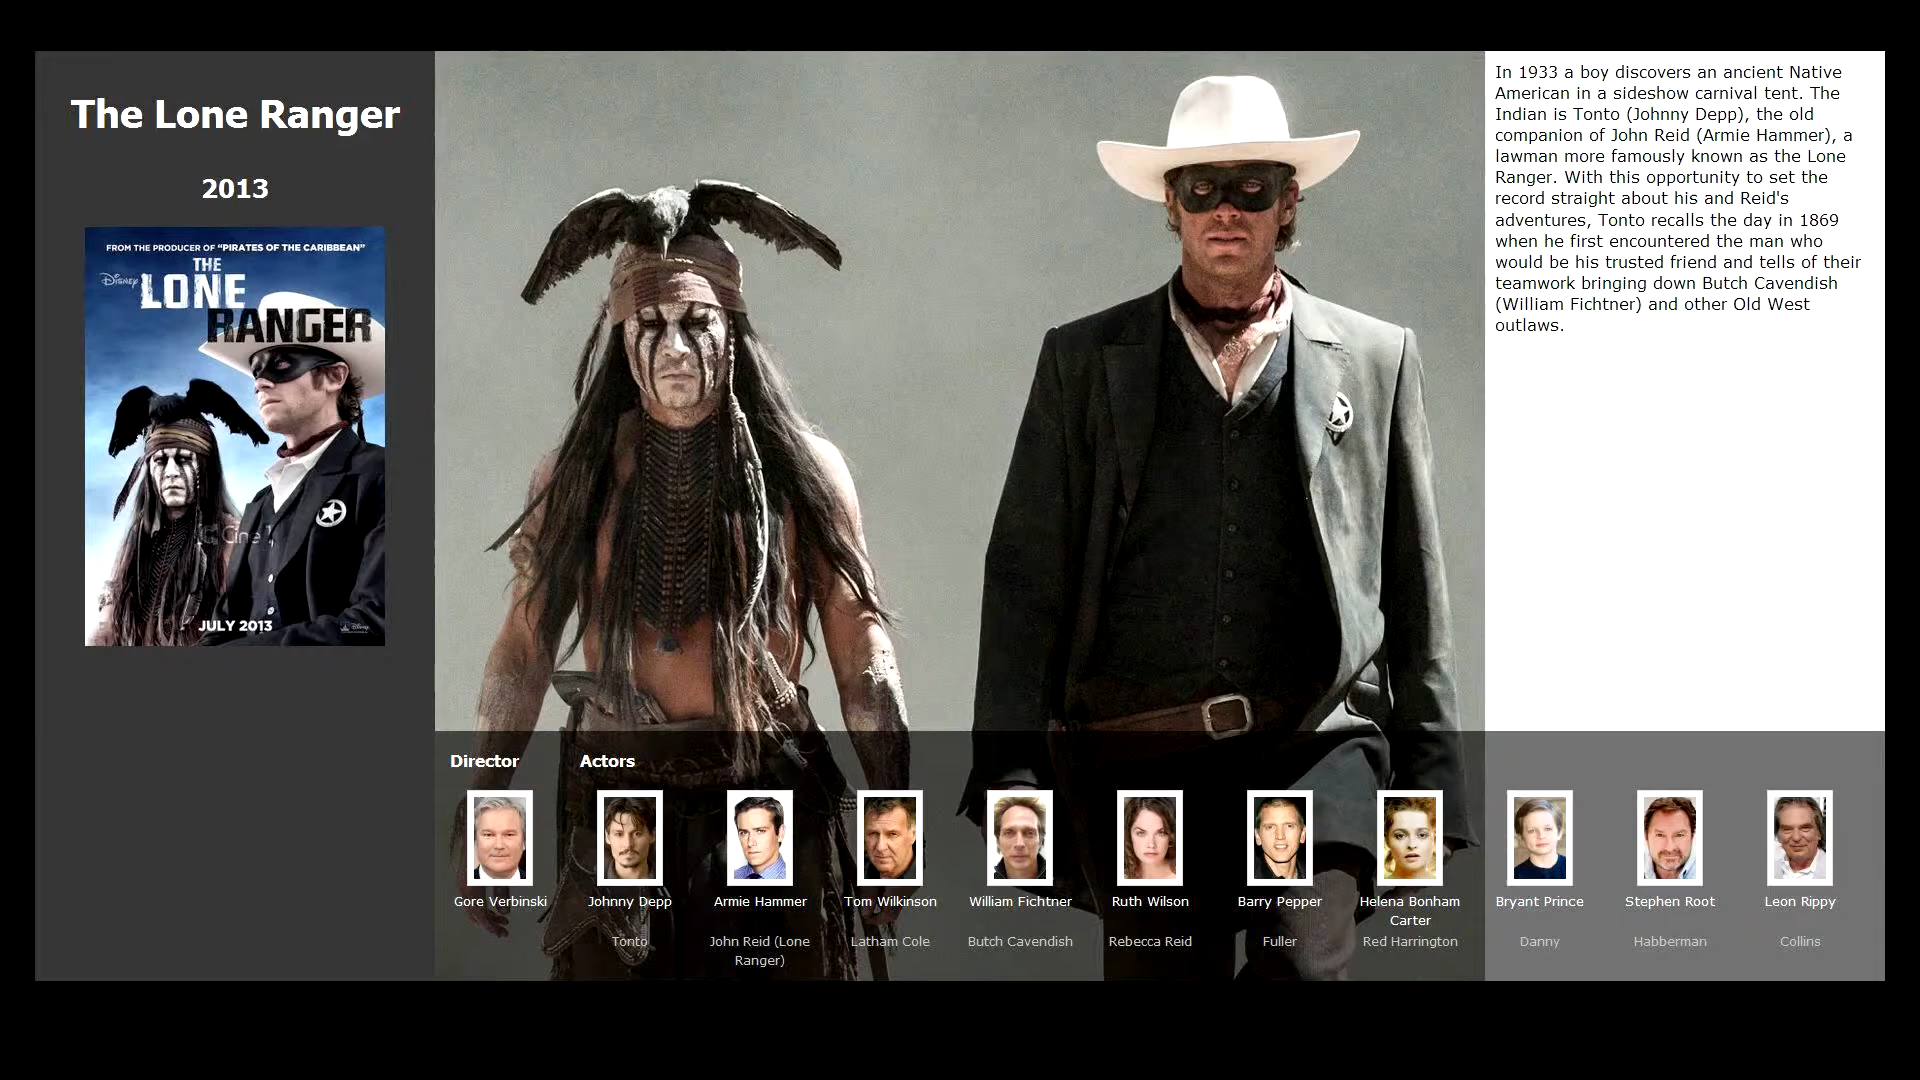 The Lone Ranger
2013
FROM THE PRODUCER OF “PIRATES OF THE CARIBBEAN”
THE
DISNEY LONE
RANGER
Cine
JULY 2013
In 1933 a boy discovers an ancient Native
American in a sideshow carnival tent. The
Indian is Tonto (Johnny Depp), the old
companion of John Reid (Armie Hammer), a
lawman more famously known as the Lone
Ranger. With this opportunity to set the
record straight about his and Reid's
adventures, Tonto recalls the day in 1869
when he first encountered the man who
would be his trusted friend and tells of their
teamwork bringing down Butch Cavendish
(William Fichtner) and other Old West
outlaws.
Director Actors
Gore Verbinski Johnny Depp Armie Hammer Tom Wilkinson William Fichtner Ruth Wilson Barry Pepper Helena Bonham Bryant Prince Stephen Root Leon Rippy
Carter
Tonto John Reid (Lone Latham Cole Butch Cavendish Rebecca Reid Fuller Red Harrington Danny Habberman Collins
Ranger)